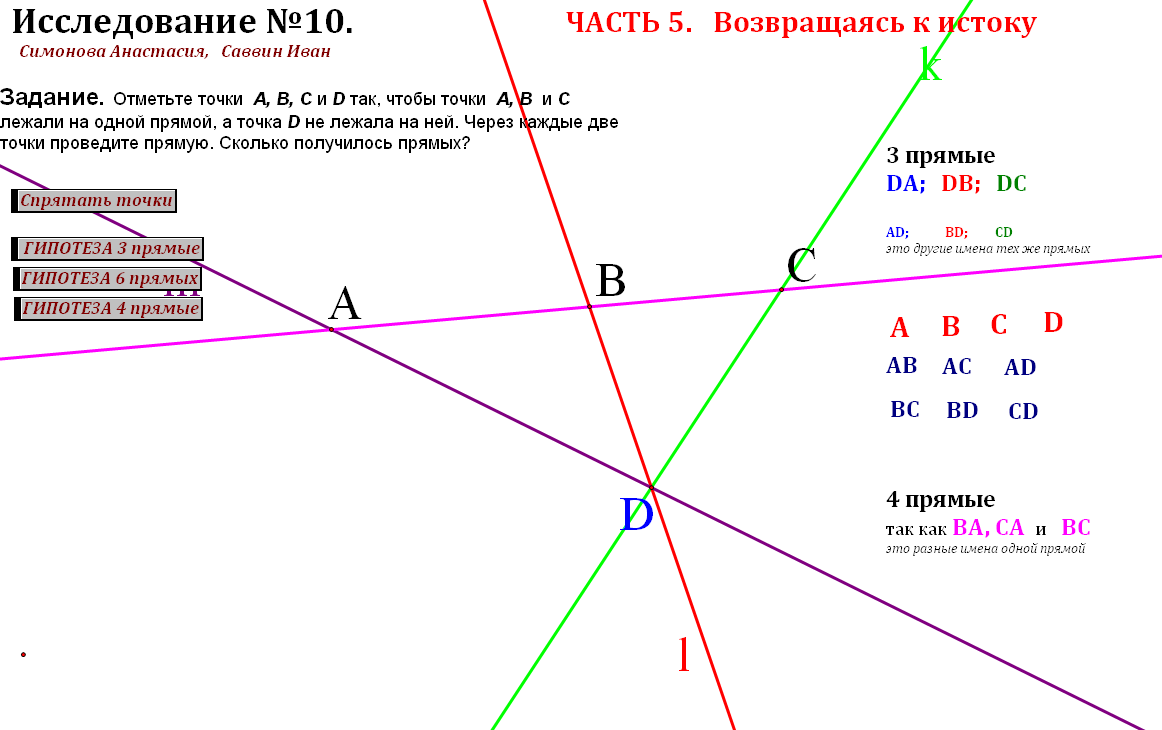 Исследование №10.
ЧАСТЬ 5. Возвращаясь к истоку
Симонова Анастасия, Саввин Иван
k
Задание. Отметьте точки A, B, C и D так, чтобы точки A, B и C
лежали на одной прямой, а точка D не лежала на ней. Через каждые две
точки проведите прямую. Сколько получилось прямых?
3 прямые
DA; DB; DC
Спрятать точки
AD; BD; CD
это другие имена тех же прямых
ГИПОТЕЗА 3 прямые
ГИПОТЕЗА 6 прямых
ГИПОТЕЗА 4 прямые
A
B
C
A B C D
AB AC AD
BC BD CD
4 прямые
так как BA, CA и BC
это разные имена одной прямой
D
l